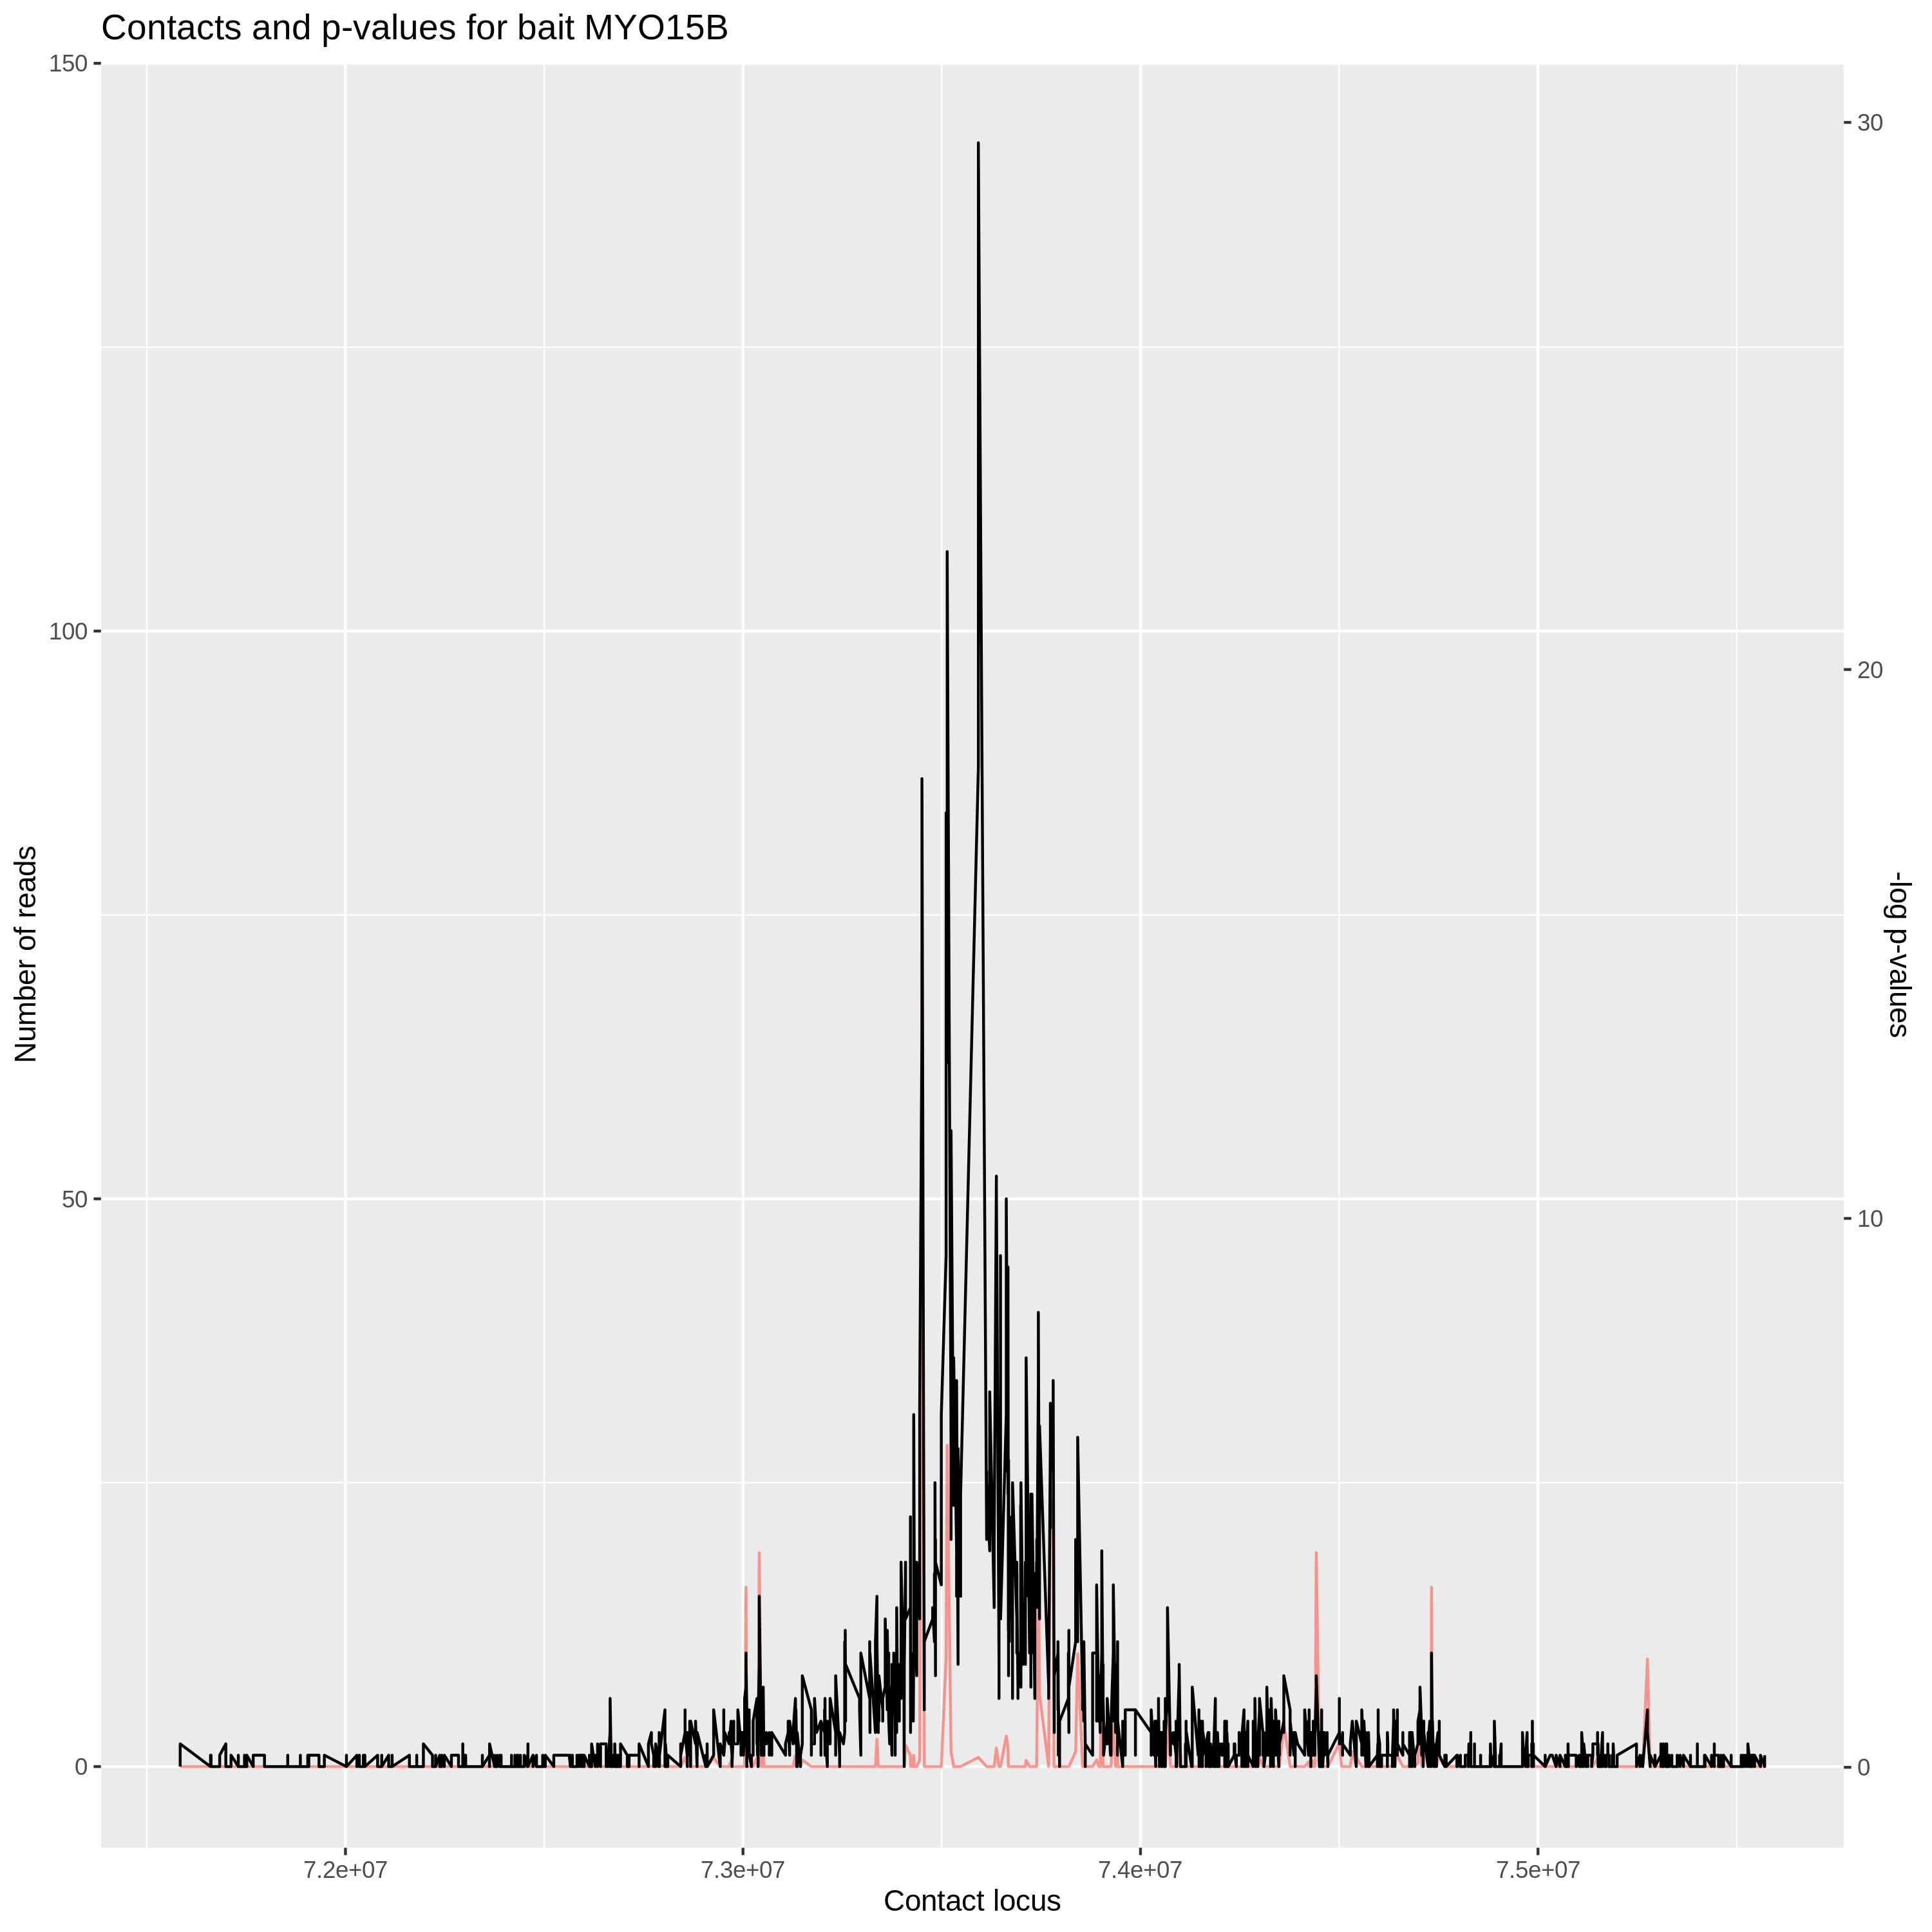 Contacts and p-values for bait MYO15B
150
100
50
0
Number of reads
30
20
10
0
-log p-values
7.2e+07
7.3e+07
7.4e+07
7.5e+07
Contact locus